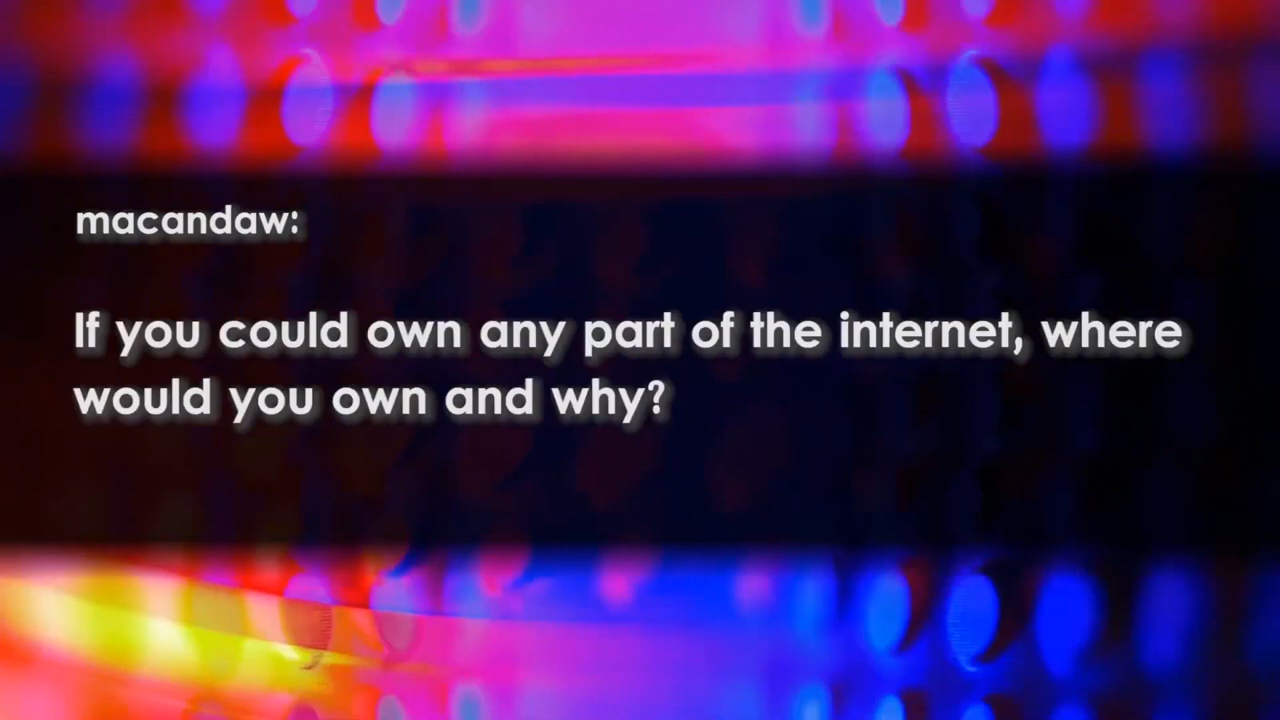 macandaw:
If you could own any part of the internet, where
would you own and why?